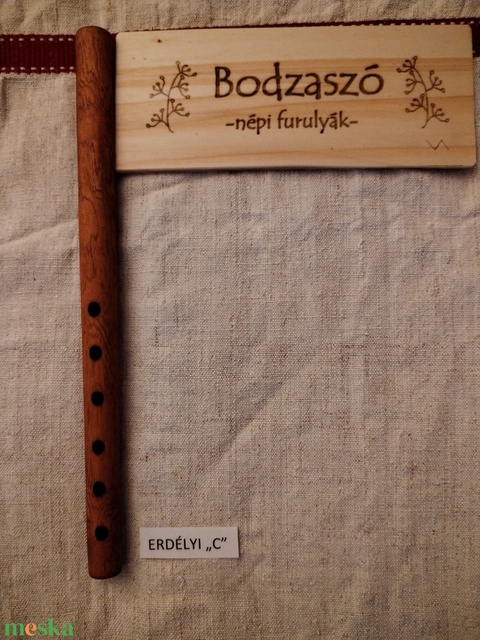 Bodzaszó
-népi furulyák-
ERDÉLYI „C”
meska